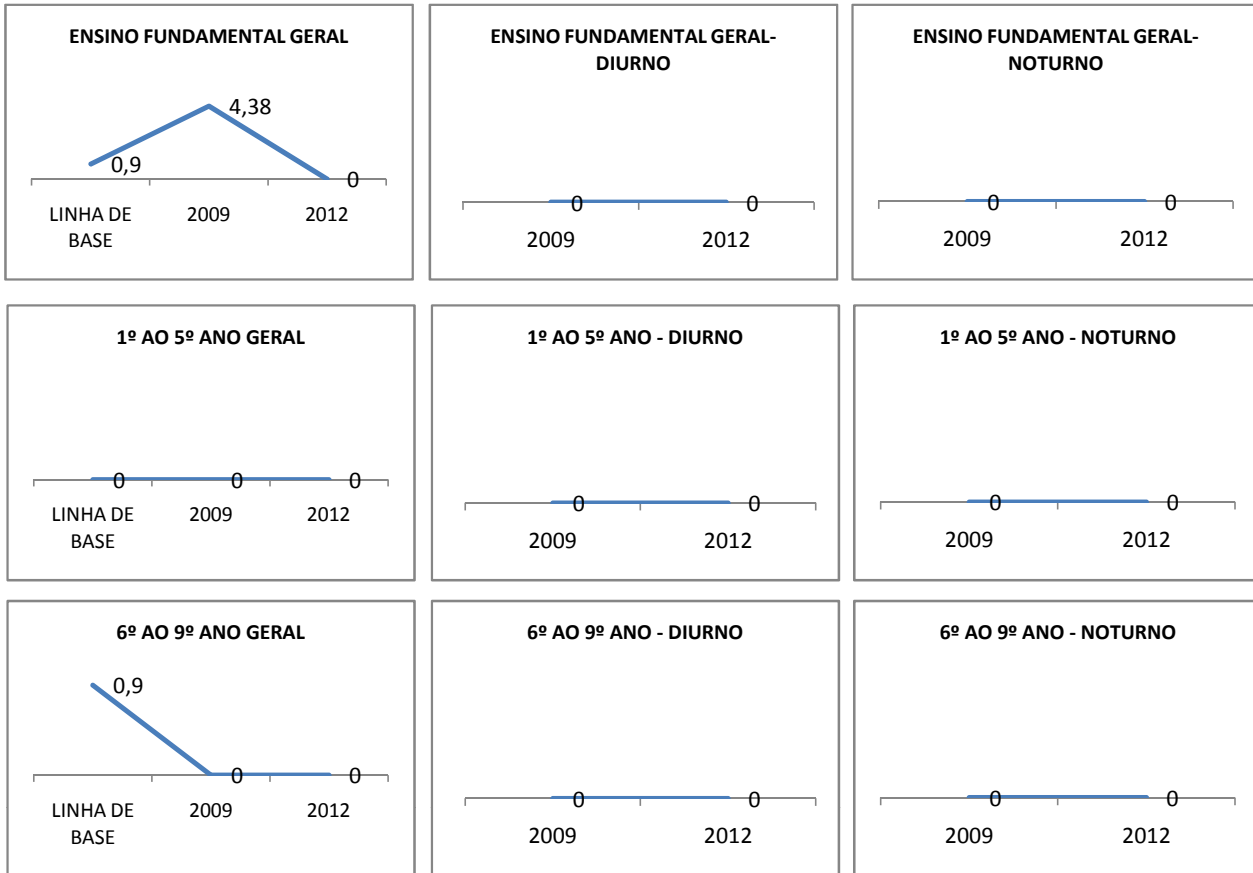 ENSINO FUNDAMENTAL GERAL
4,38
0,9
0
LINHA DE
BASE
2009
2012
ENSINO FUNDAMENTAL GERAL-
DIURNO
0
0
2009
2012
ENSINO FUNDAMENTAL GERAL-
NOTURNO
0
0
2009
2012
1º AO 5º ANO GERAL
0
0
0
LINHA DE
BASE
2009
2012
1º AO 5º ANO - DIURNO
0
0
2009
2012
1º AO 5º ANO - NOTURNO
0
0
2009
2012
6º AO 9º ANO GERAL
0,9
0
0
LINHA DE
BASE
2009
2012
6º AO 9º ANO - DIURNO
0
0
2009
2012
6º AO 9º ANO - NOTURNO
0
0
2009
2012